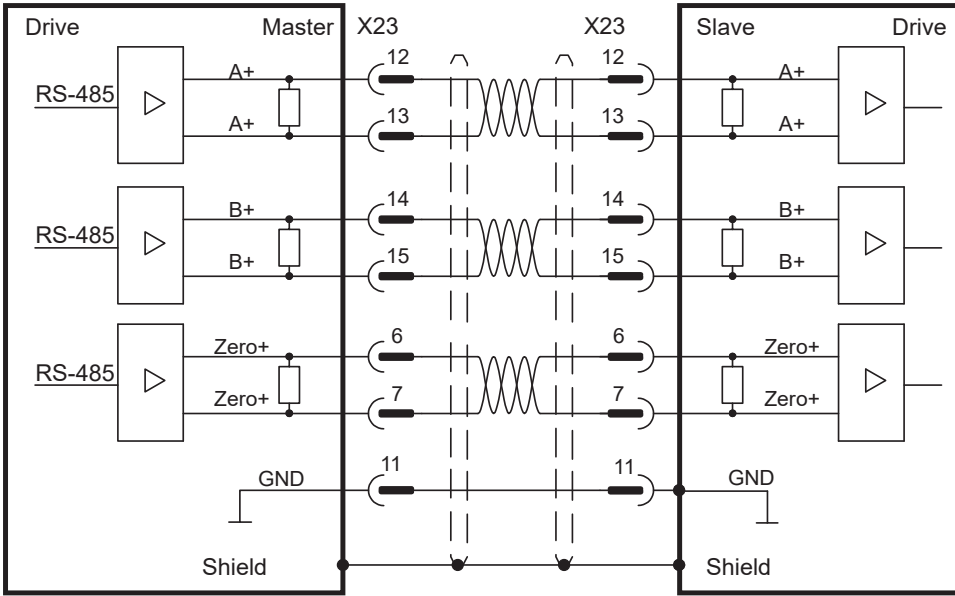 Drive Master X23 X23 Slave Drive
12 12
A+ A+
RS-485
13 13
A+ A+
14 14
B+ B+
RS-485
15 15
B+ B+
6 6
Zero+ Zero+
RS-485
7 7
Zero+ Zero+
11 11
GND GND
Shield Shield